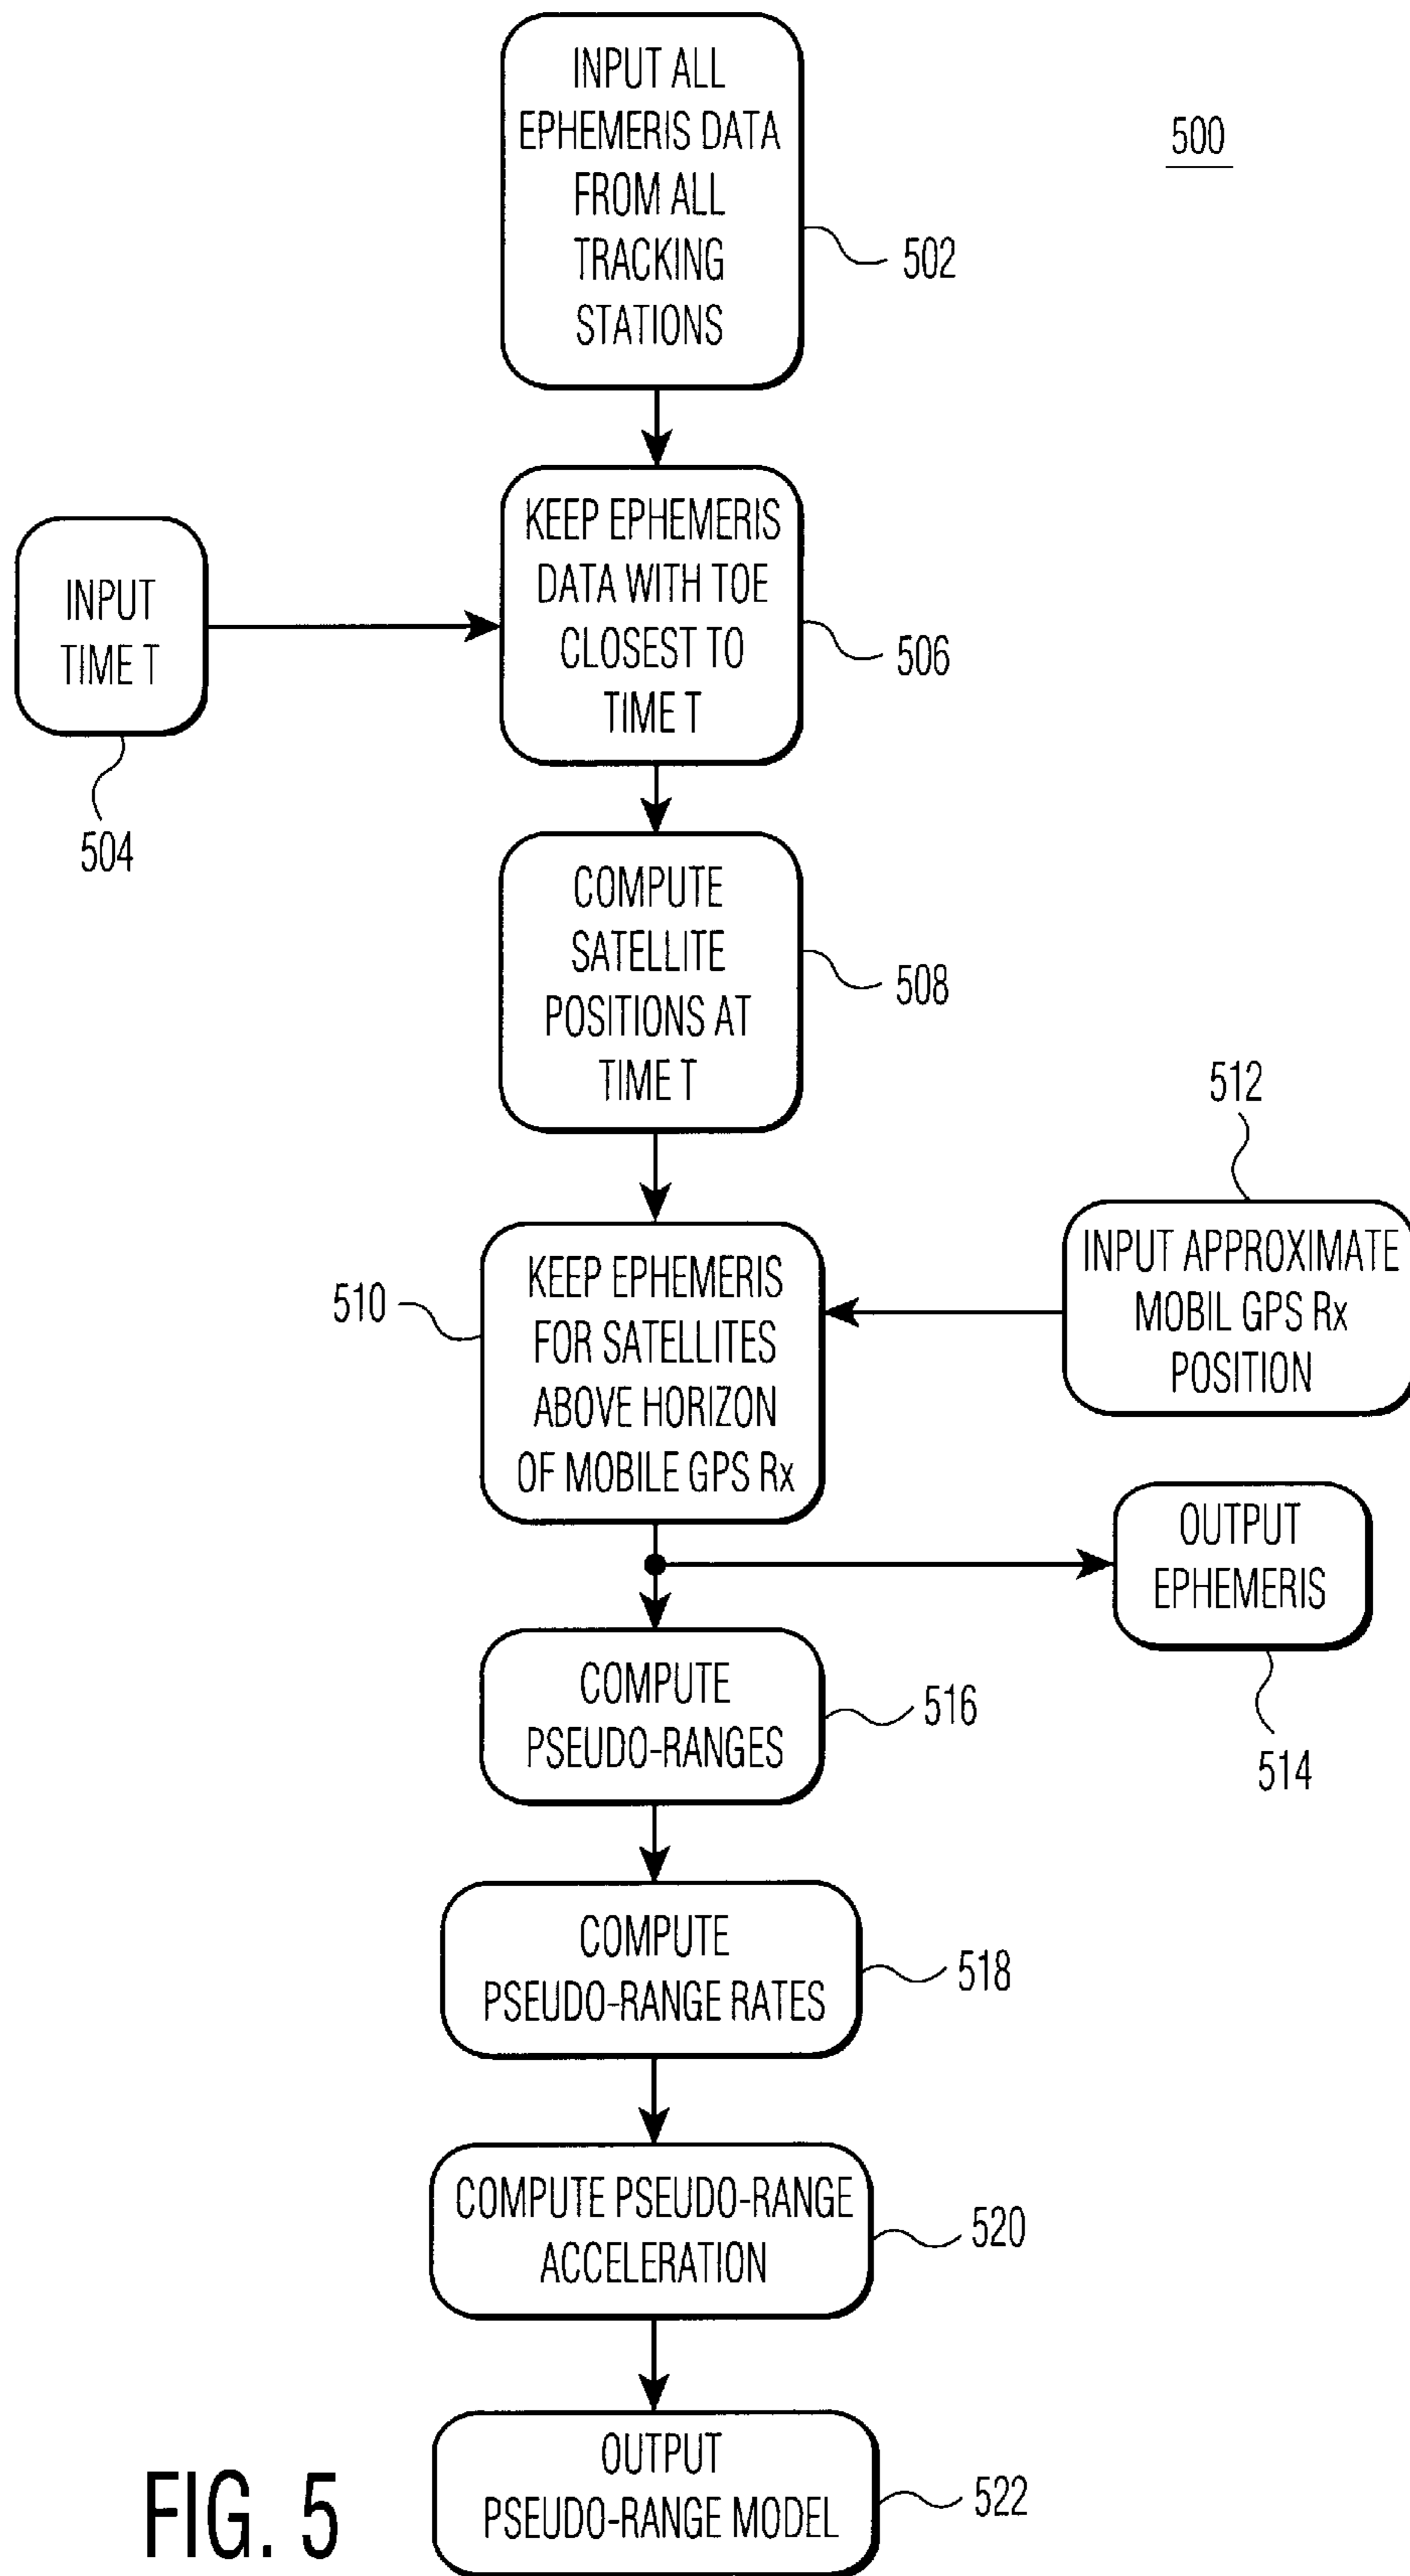 500
INPUT ALL
EPHEMERIS DATA
FROM ALL
TRACKING
STATIONS
502
INPUT
TIME T
504
KEEP EPHEMERIS
DATA WITH TOE
CLOSEST TO
TIME T
506
COMPUTE
SATELLITE
POSITIONS AT
TIME T
508
512
510
KEEP EPHEMERIS
FOR SATELLITES
ABOVE HORIZON
OF MOBILE GPS Rx
INPUT APPROXIMATE
MOBIL GPS Rx
POSITION
OUTPUT
EPHEMERIS
514
COMPUTE
PSEUDO-RANGES
516
COMPUTE
PSEUDO-RANGE RATES
518
COMPUTE PSEUDO-RANGE
ACCELERATION
520
OUTPUT
PSEUDO-RANGE MODEL
522
FIG. 5